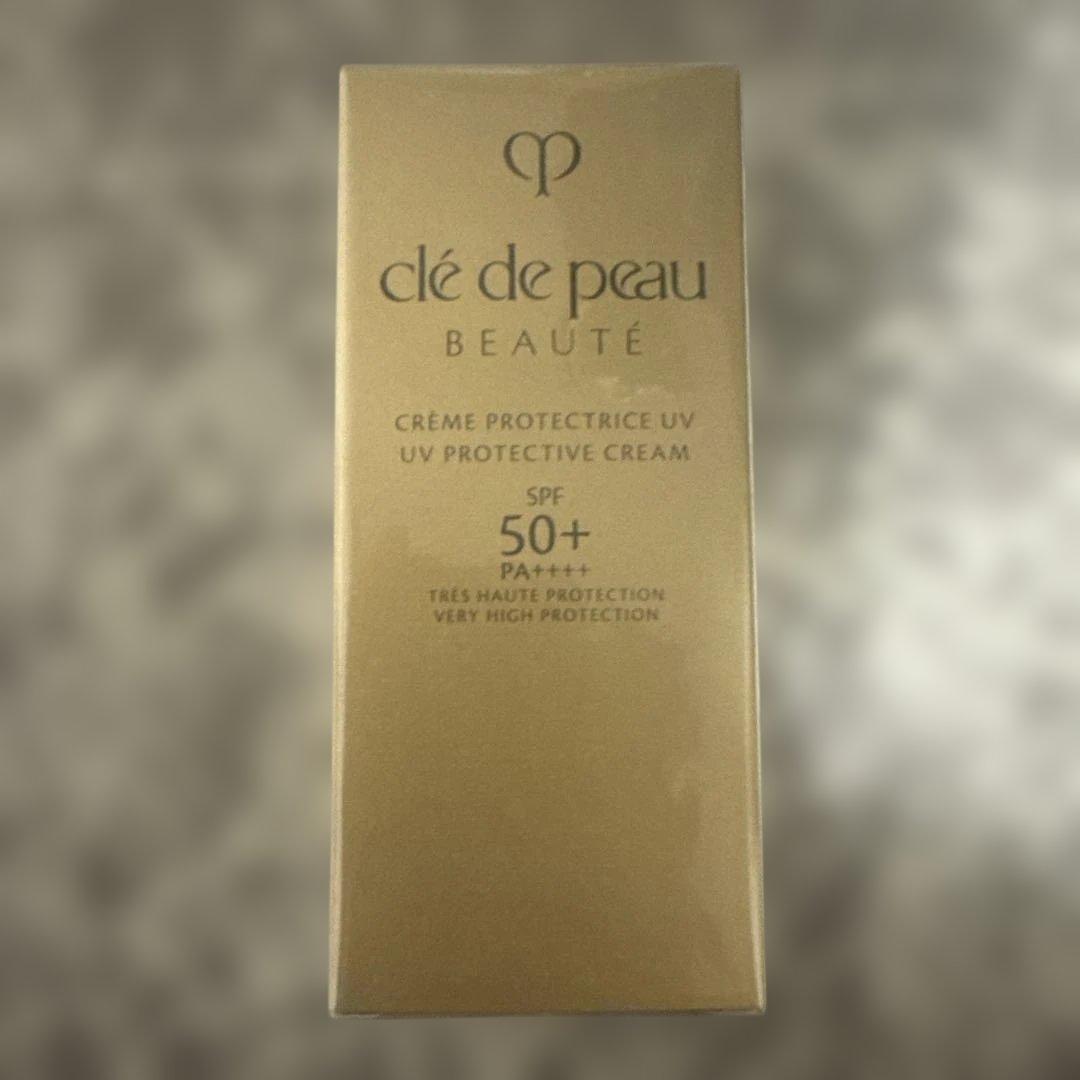 clé de peau
BEAUTÉ
CRÈME PROTECTRICE UV
UV PROTECTIVE CREAM
SPF
50+
PA++++
TRÈS HAUTE PROTECTION
VERY HIGH PROTECTION